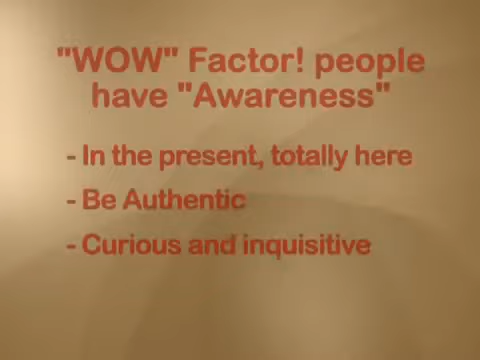 "WOW" Factor! people
have "Awareness"
- In the present, totally here
- Be Authentic
- Curious and inquisitive